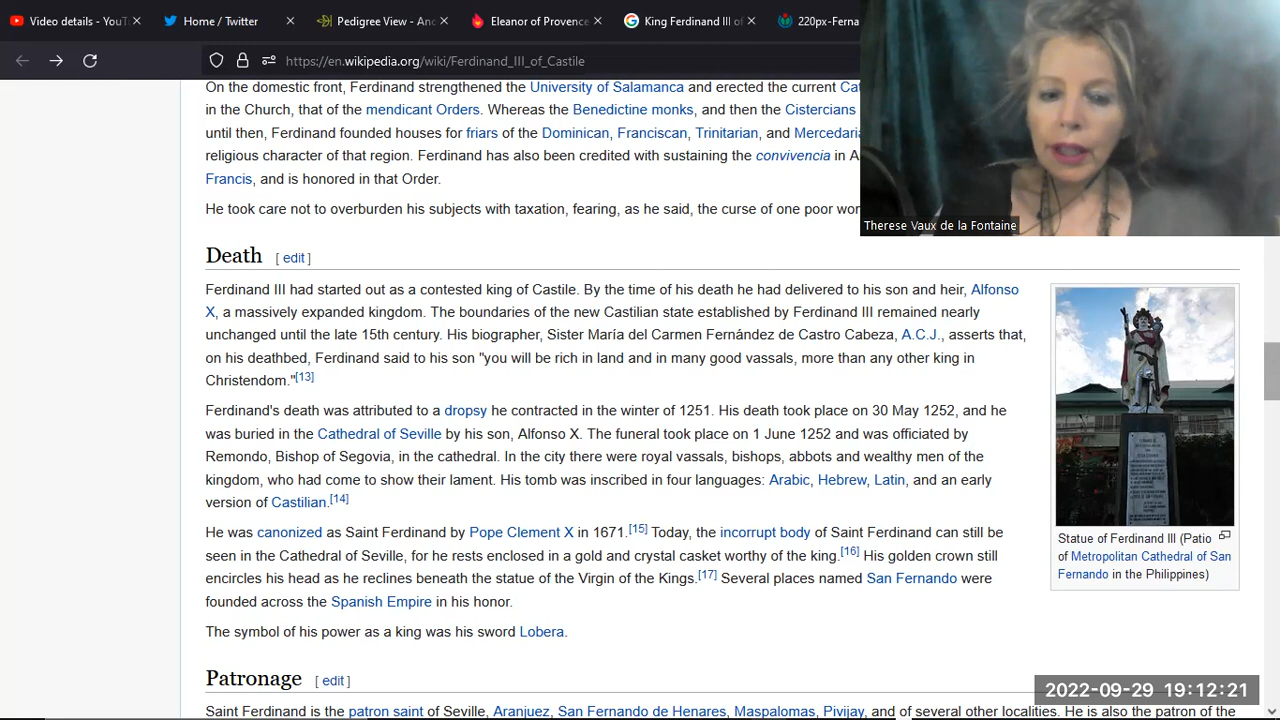 Video details - YouT
Home / Twitter
Pedigree View - Anc
Eleanor of Provence
King Ferdinand III of
220px-Ferna
https://en.wikipedia.org/wiki/Ferdinand_III_of_Castile
On the domestic front, Ferdinand strengthened the University of Salamanca and erected the current Cat
in the Church, that of the mendicant Orders. Whereas the Benedictine monks, and then the Cistercians
until then, Ferdinand founded houses for friars of the Dominican, Franciscan, Trinitarian, and Mercedaria
religious character of that region. Ferdinand has also been credited with sustaining the convivencia in A
Francis, and is honored in that Order.
He took care not to overburden his subjects with taxation, fearing, as he said, the curse of one poor wor
Therese Vaux de la Fontaine
Death [ edit ]
Ferdinand III had started out as a contested king of Castile. By the time of his death he had delivered to his son and heir, Alfonso
X, a massively expanded kingdom. The boundaries of the new Castilian state established by Ferdinand III remained nearly
unchanged until the late 15th century. His biographer, Sister María del Carmen Fernández de Castro Cabeza, A.C.J., asserts that,
on his deathbed, Ferdinand said to his son "you will be rich in land and in many good vassals, more than any other king in
Christendom."[13]
Ferdinand's death was attributed to a dropsy he contracted in the winter of 1251. His death took place on 30 May 1252, and he
was buried in the Cathedral of Seville by his son, Alfonso X. The funeral took place on 1 June 1252 and was officiated by
Remondo, Bishop of Segovia, in the cathedral. In the city there were royal vassals, bishops, abbots and wealthy men of the
kingdom, who had come to show their lament. His tomb was inscribed in four languages: Arabic, Hebrew, Latin, and an early
version of Castilian.[14]
He was canonized as Saint Ferdinand by Pope Clement X in 1671.[15] Today, the incorrupt body of Saint Ferdinand can still be
seen in the Cathedral of Seville, for he rests enclosed in a gold and crystal casket worthy of the king.[16] His golden crown still
encircles his head as he reclines beneath the statue of the Virgin of the Kings.[17] Several places named San Fernando were
founded across the Spanish Empire in his honor.
The symbol of his power as a king was his sword Lobera.
Statue of Ferdinand III (Patio
of Metropolitan Cathedral of San
Fernando in the Philippines)
Patronage [ edit ]
Saint Ferdinand is the patron saint of Seville, Aranjuez, San Fernando de Henares, Maspalomas, Pivijay, and of several other localities. He is also the patron of the
2022-09-29 19:12:21